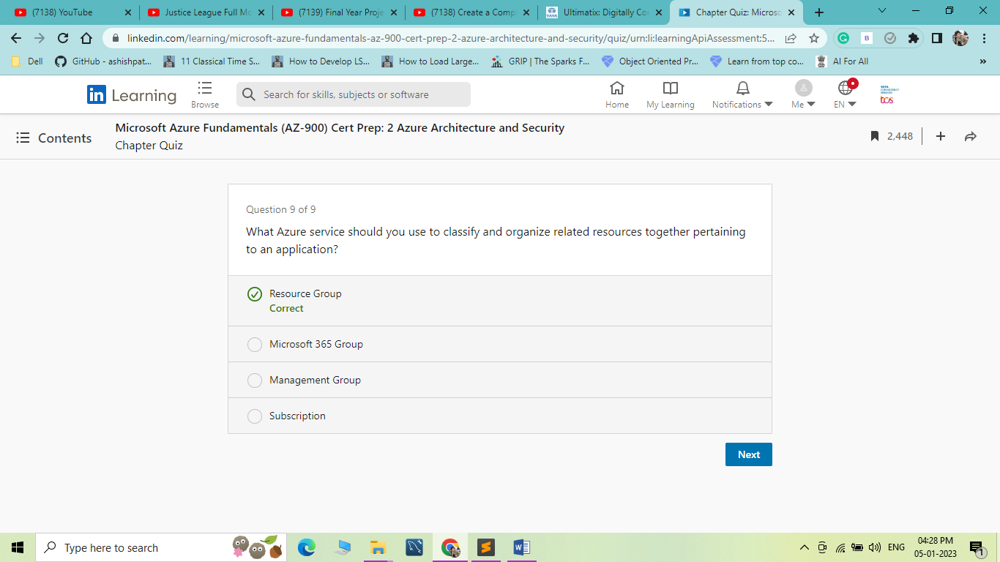 (7138) YouTube
Justice League Full Mo
(7139) Final Year Proje
(7138) Create a Comp
Ultimatix: Digitally Co
Chapter Quiz: Microso
linkedin.com/learning/microsoft-azure-fundamentals-az-900-cert-prep-2-azure-architecture-and-security/quiz/urn:li:learningApiAssessment:5...
Dell
GitHub - ashishpat...
11 Classical Time S...
How to Develop LS...
How to Load Large...
GRIP | The Sparks F...
Object Oriented Pr...
Learn from top co...
AI For All
»
in Learning
Browse
Search for skills, subjects or software
Home
My Learning
Notifications
Me
EN
TATA
CONSULTANCY
SERVICES
tcs
Contents
Microsoft Azure Fundamentals (AZ-900) Cert Prep: 2 Azure Architecture and Security
Chapter Quiz
2,448
Question 9 of 9
What Azure service should you use to classify and organize related resources together pertaining
to an application?
Resource Group
Correct
Microsoft 365 Group
Management Group
Subscription
Next
Type here to search
ENG
04:28 PM
05-01-2023
1